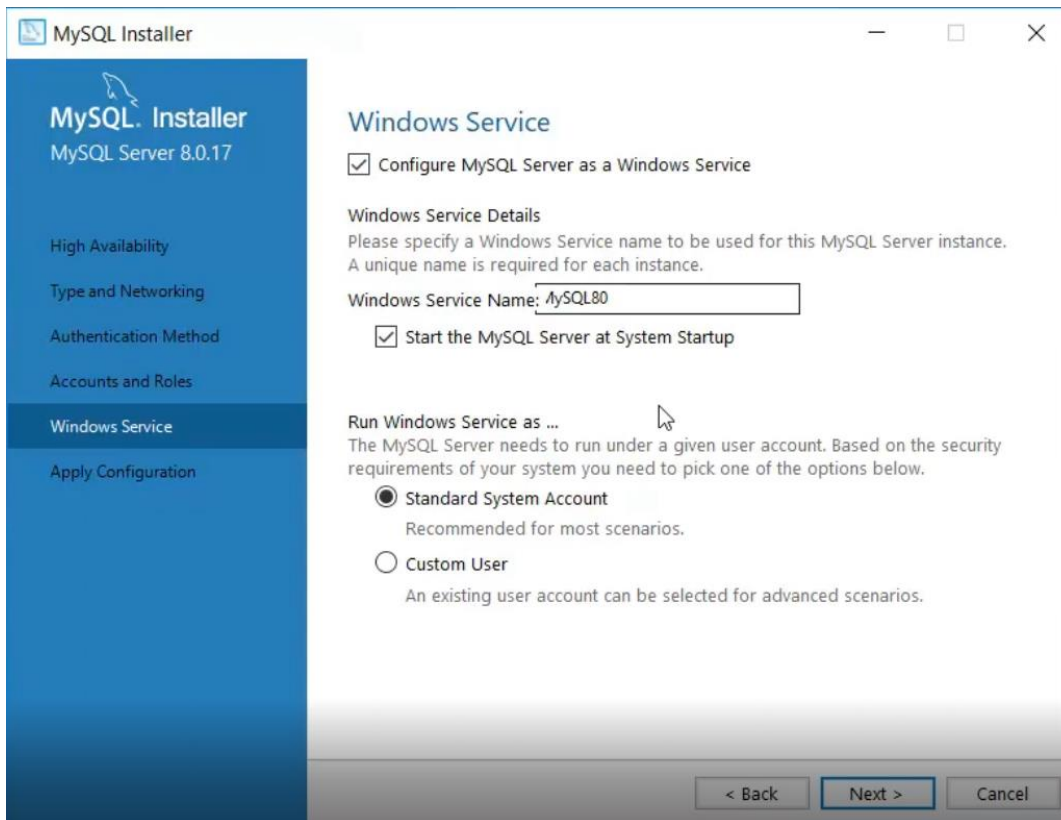 MySQL Installer
MySQL. Installer
MySQL Server 8.0.17
High Availability
Type and Networking
Authentication Method
Accounts and Roles
Windows Service
Apply Configuration
Windows Service
Configure MySQL Server as a Windows Service
Windows Service Details
Please specify a Windows Service name to be used for this MySQL Server instance.
A unique name is required for each instance.
Windows Service Name: MySQL80
Start the MySQL Server at System Startup
Run Windows Service as ...
The MySQL Server needs to run under a given user account. Based on the security
requirements of your system you need to pick one of the options below.
Standard System Account
Recommended for most scenarios.
Custom User
An existing user account can be selected for advanced scenarios.
< Back Next > Cancel